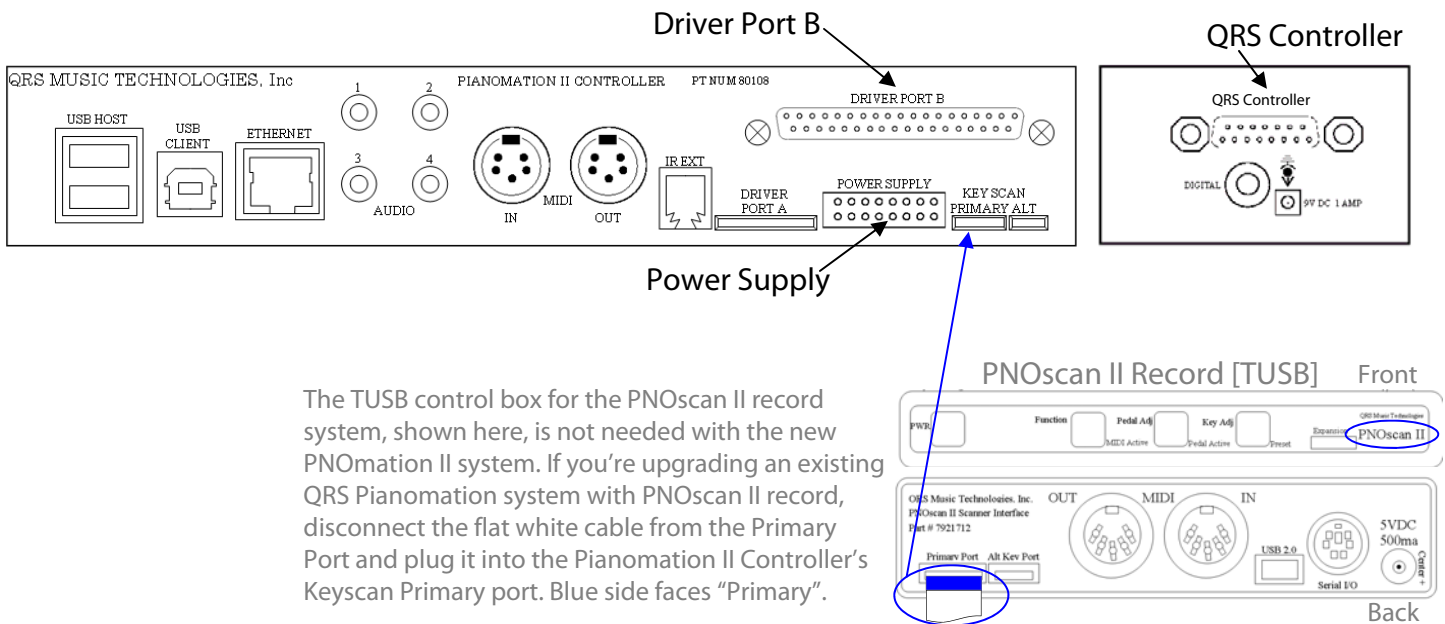 Driver Port B
QRS Controller
QRS MUSIC TECHNOLOGIES, Inc
PIANOMATION II CONTROLLER
PT NUM 80108
USB HOST
USB
CLIENT
ETHERNET
1
2
3
4
AUDIO
IN
MIDI
OUT
IR EXT
DRIVER PORT B
DRIVER
PORT A
POWER SUPPLY
KEY SCAN
PRIMARY ALT
QRS Controller
DIGITAL
9V DC 1 AMP
Power Supply
The TUSB control box for the PNOscan II record
system, shown here, is not needed with the new
PNOmation II system. If you’re upgrading an existing
QRS Pianomation system with PNOscan II record,
disconnect the flat white cable from the Primary
Port and plug it into the Pianomation II Controller’s
Keyscan Primary port. Blue side faces “Primary”.
PNOscan II Record [TUSB]
Front
PWR
Function
Pedal Adj
Key Adj
MIDI Active
Pedal Active
Preset
Expansion
QRS Music Technologies
PNOscan II
QRS Music Technologies, Inc.
PNOscan II Scanner Interface
Part # 7921712
OUT
MIDI
IN
Primary Port
Alt Key Port
USB 2.0
Serial I/O
5VDC
500ma
Center +
Back